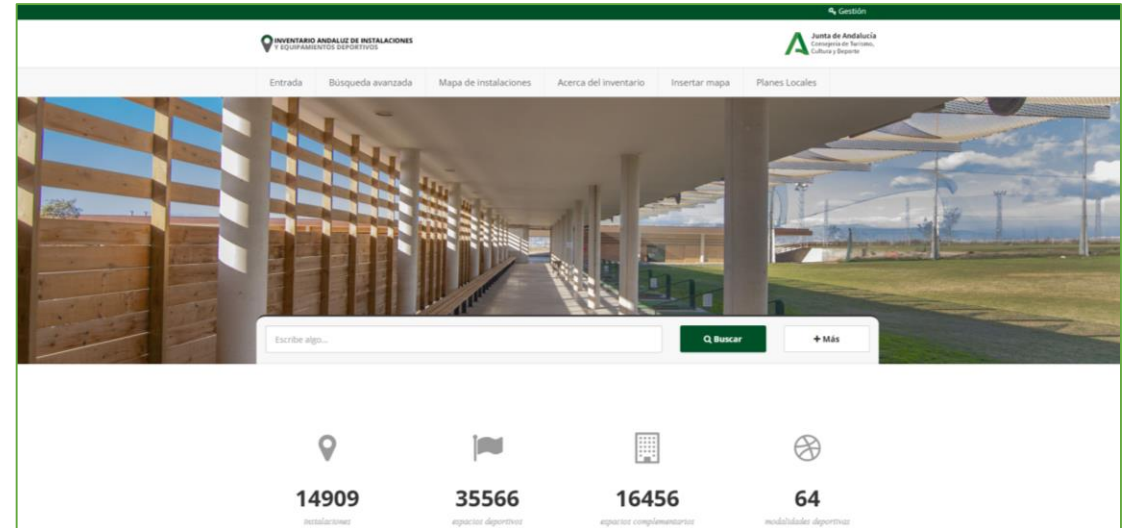 Gestión
INVENTARIO ANDALUZ DE INSTALACIONES
Y EQUIPAMIENTOS DEPORTIVOS
Junta de Andalucía
Consejería de Turismo,
Cultura y Deporte
Entrada Búsqueda avanzada Mapa de instalaciones Acerca del inventario Insertar mapa Planes Locales
Escribe algo... Buscar + Más
14909 35566 16456 64
instalaciones espacios deportivos espacios complementarios modalidades deportivas